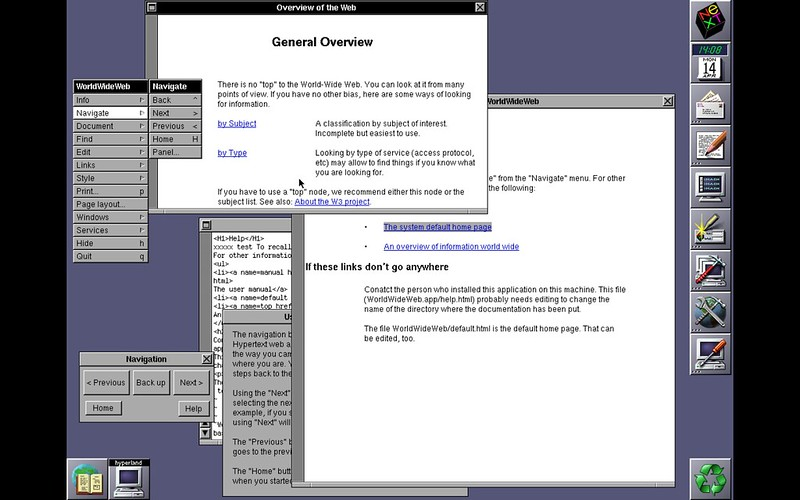 Overview of the Web
General Overview
There is no "top" to the World-Wide Web. You can look at it from many
points of view. If you have no other bias, here are some ways of looking
for information.
by Subject
A classification by subject of interest.
Incomplete but easiest to use.
by Type
Looking by type of service (access protocol,
etc) may allow to find things if you know what
you are looking for.
If you have to use a "top" node, we recommend either this node or the
subject list. See also: About the W3 project.
WorldWideWeb
Info
Navigate
Document
Find
Edit
Links
Style
Print... p
Page layout...
Windows
Services
Hide h
Quit q
Navigate
Back ^
Next >
Previous <
Home H
Panel...
WorldWideWeb
e" from the "Navigate" menu. For other
the following:
• The system default home page
• An overview of information world wide
If these links don't go anywhere
Conatct the person who installed this application on this machine. This file
(WorldWideWeb.app/help.html) probably needs editing to change
the name of the directory where the documentation has been put.
The file WorldWideWeb/default.html is the default home page. That can
be edited, too.
<H1>Help</H1>
xxxxx test To recall
For other informatio
<ul>
<li><a name=manual h
html>
The user manual</a>
<li><a name=default
<li><a name=top href
An
</
<h
Co
ap
Th
ch
<p
Th
to
~
~
~
ba
Us
The navigation b
Hypertext web a
the way you can
where you are. Y
steps back to the
Using the "Next"
selecting the nex
example, if you s
using "Next" will
The "Previous" b
goes to the previ
The "Home" butt
when you started
Navigation
< Previous
Back up
Next >
Home
Help
hyperland
NeXT
14:08
MON
14